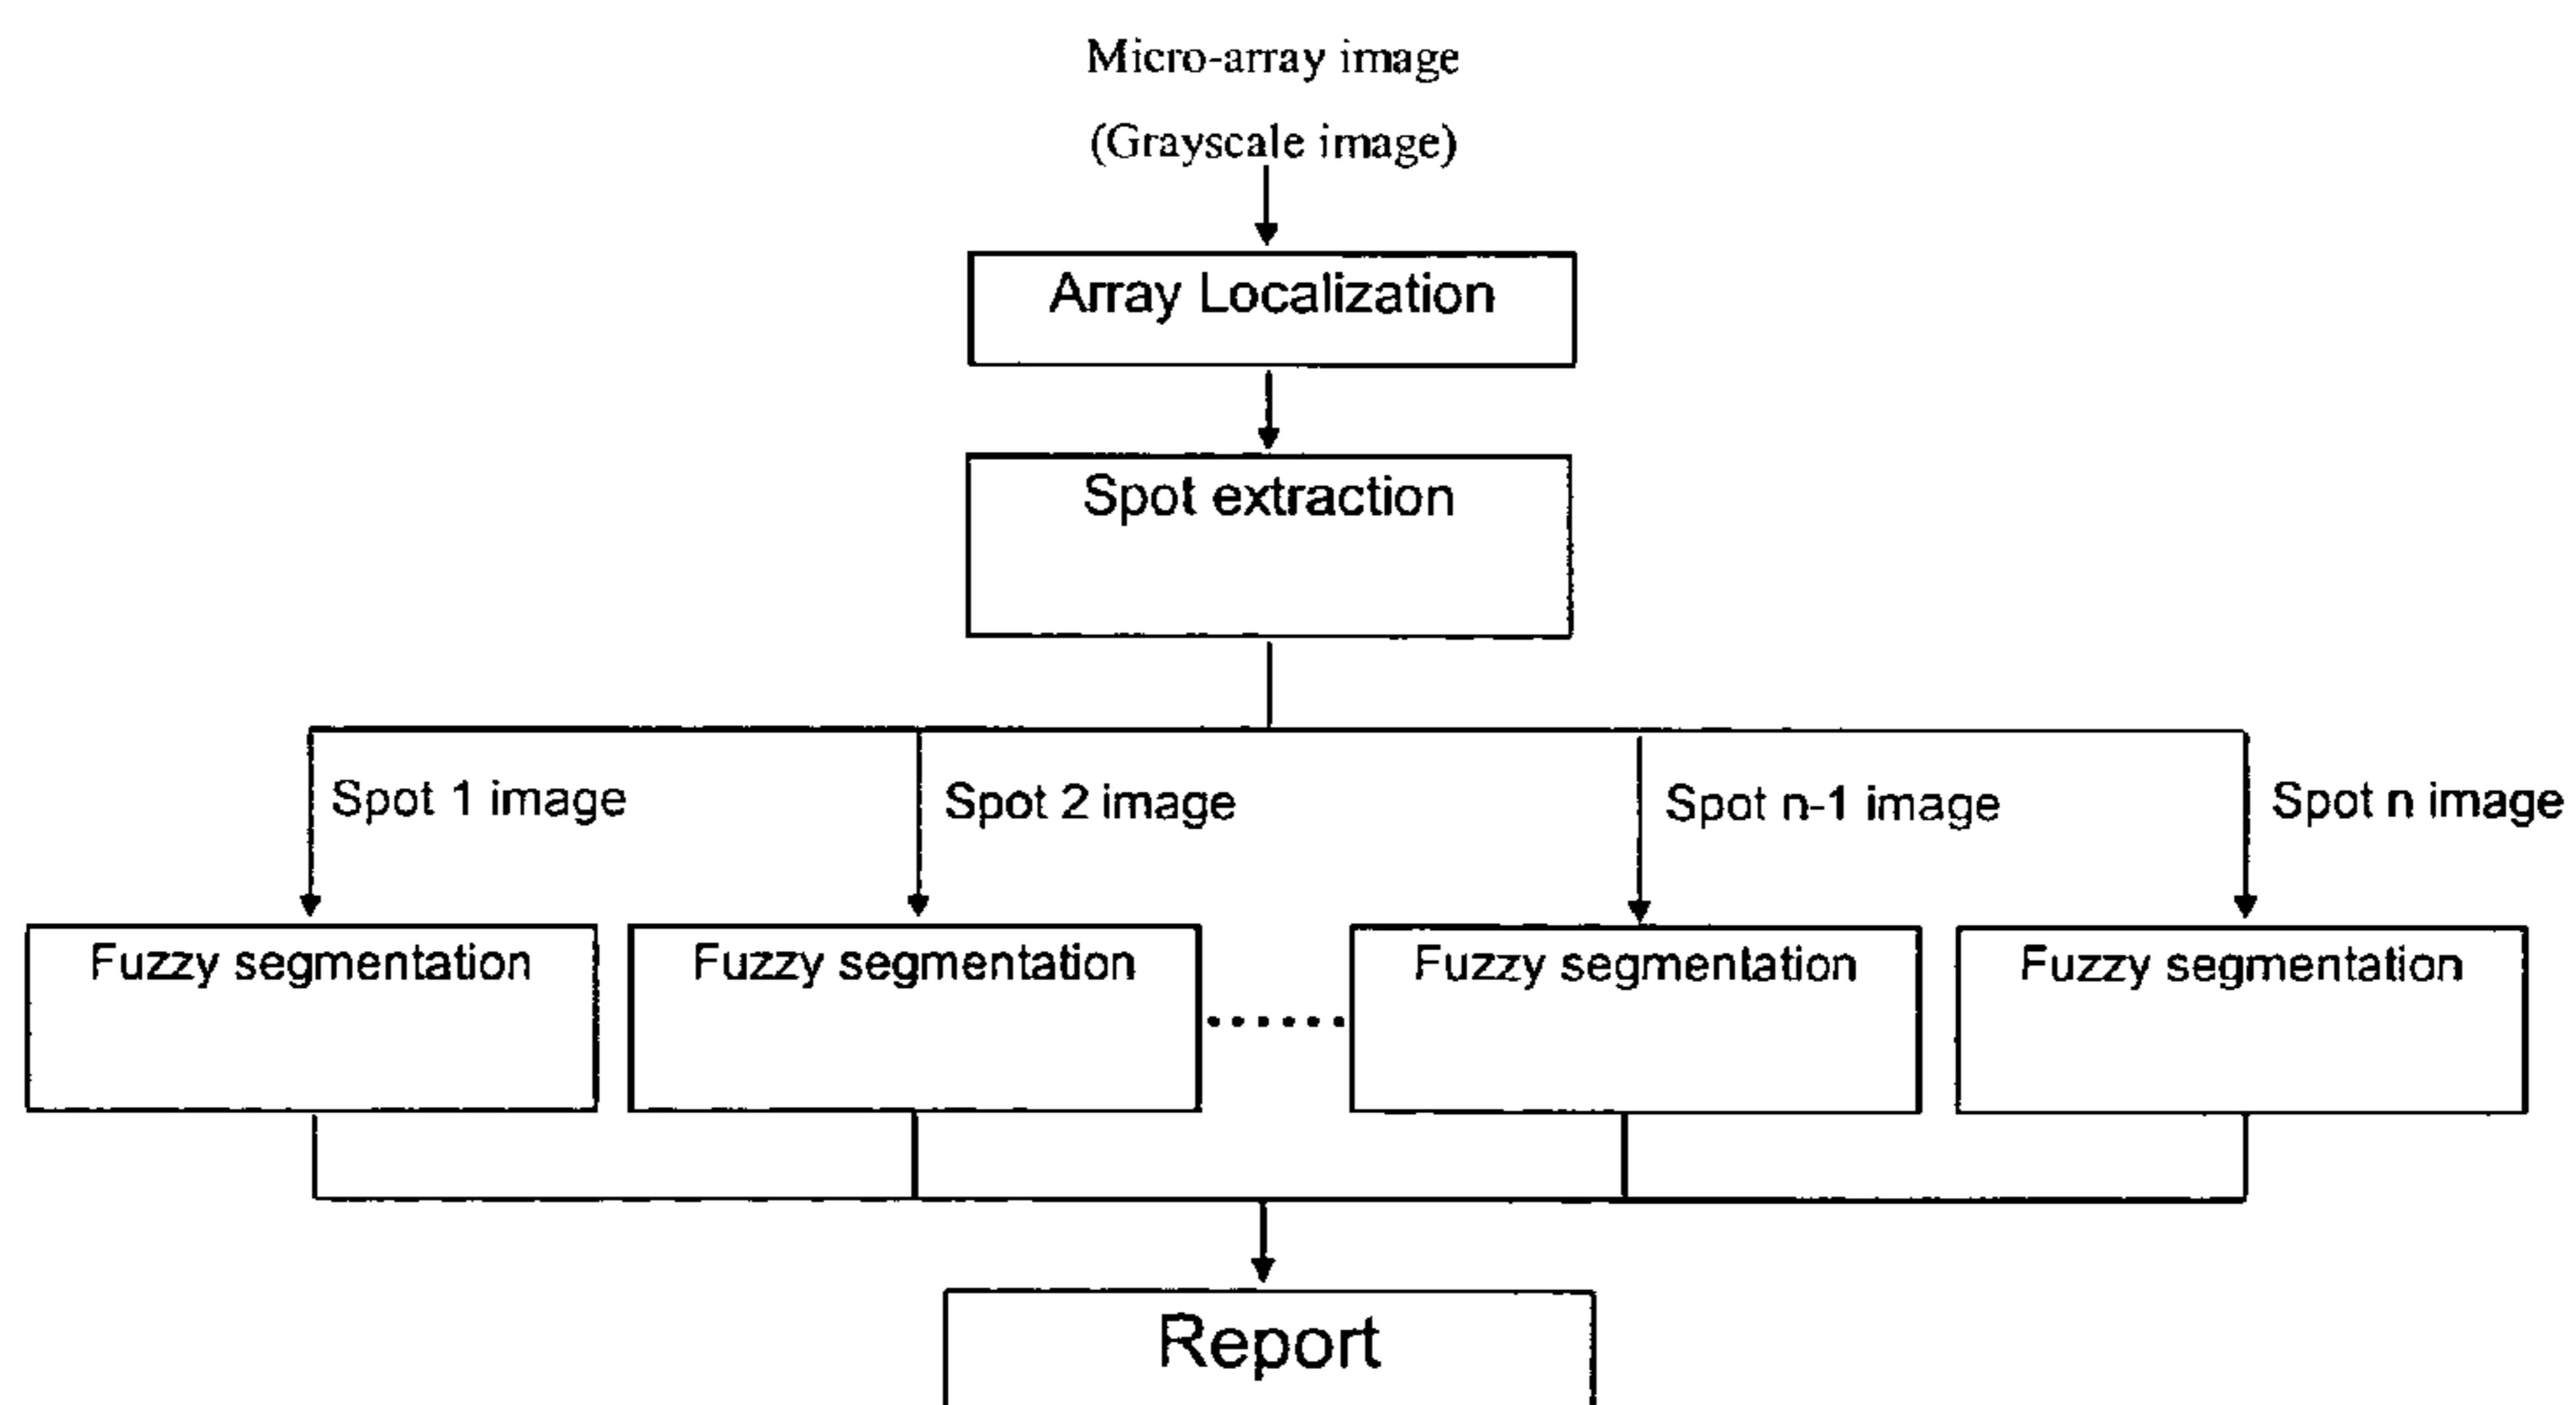 Micro-array image
(Grayscale image)
Array Localization
Spot extraction
Spot 1 image
Spot 2 image
Spot n-1 image
Spot n image
Fuzzy segmentation
Fuzzy segmentation
Fuzzy segmentation
Fuzzy segmentation
Report